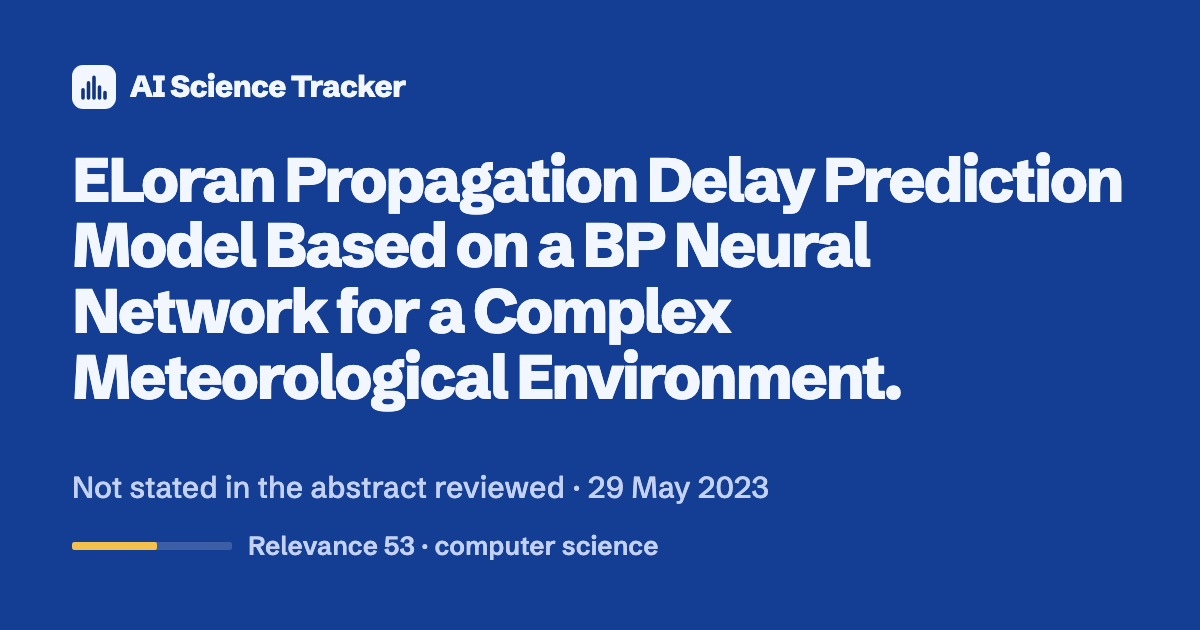 AI Science Tracker
ELoran Propagation Delay Prediction
Model Based on a BP Neural
Network for a Complex
Meteorological Environment.
Not stated in the abstract reviewed · 29 May 2023
Relevance 53 · computer science